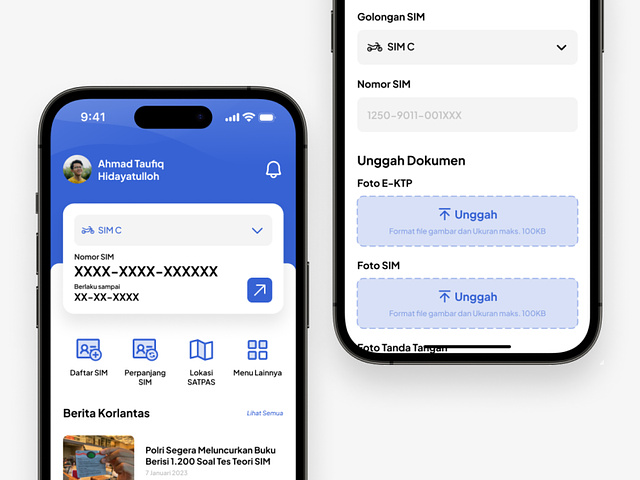 9:41
Ahmad Taufiq
Hidayatulloh
SIM C
Nomor SIM
XXXX-XXXX-XXXXXX
Berlaku sampai
XX-XX-XXXX
Daftar SIM
Perpanjang
SIM
Lokasi
SATPAS
Menu Lainnya
Berita Korlantas
Lihat Semua
Polri Segera Meluncurkan Buku
Berisi 1.200 Soal Tes Teori SIM
7 Januari 2023
Golongan SIM
SIM C
Nomor SIM
1250-9011-001XXX
Unggah Dokumen
Foto E-KTP
Unggah
Format file gambar dan Ukuran maks. 100KB
Foto SIM
Unggah
Format file gambar dan Ukuran maks. 100KB
Foto Tanda Tangan